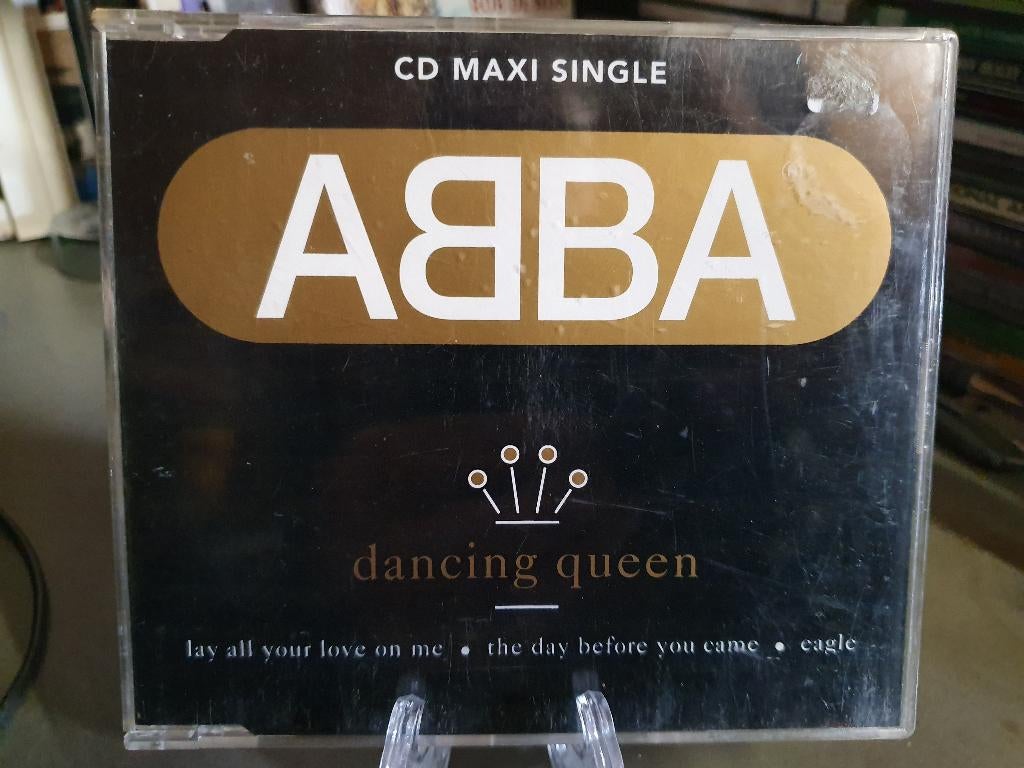 CD MAXI SINGLE
ABBA
dancing queen
lay all your love on me • the day before you came • eagle